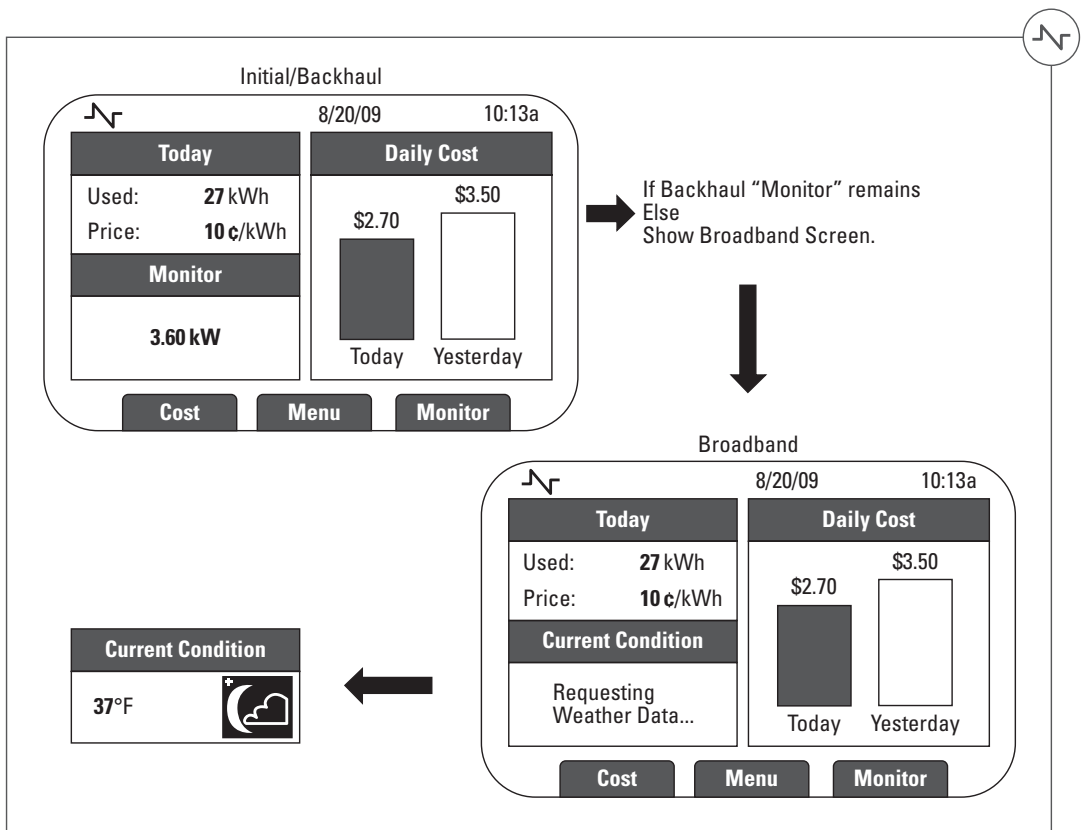 Initial/Backhaul
8/20/09 10:13a
Today
Used: 27 kWh
Price: 10 ¢/kWh
Monitor
3.60 kW
Daily Cost
$3.50
$2.70
Today Yesterday
Cost Menu Monitor
If Backhaul “Monitor” remains
Else
Show Broadband Screen.
Broadband
8/20/09 10:13a
Today
Used: 27 kWh
Price: 10 ¢/kWh
Current Condition
Requesting
Weather Data...
Daily Cost
$3.50
$2.70
Today Yesterday
Cost Menu Monitor
Current Condition
37°F